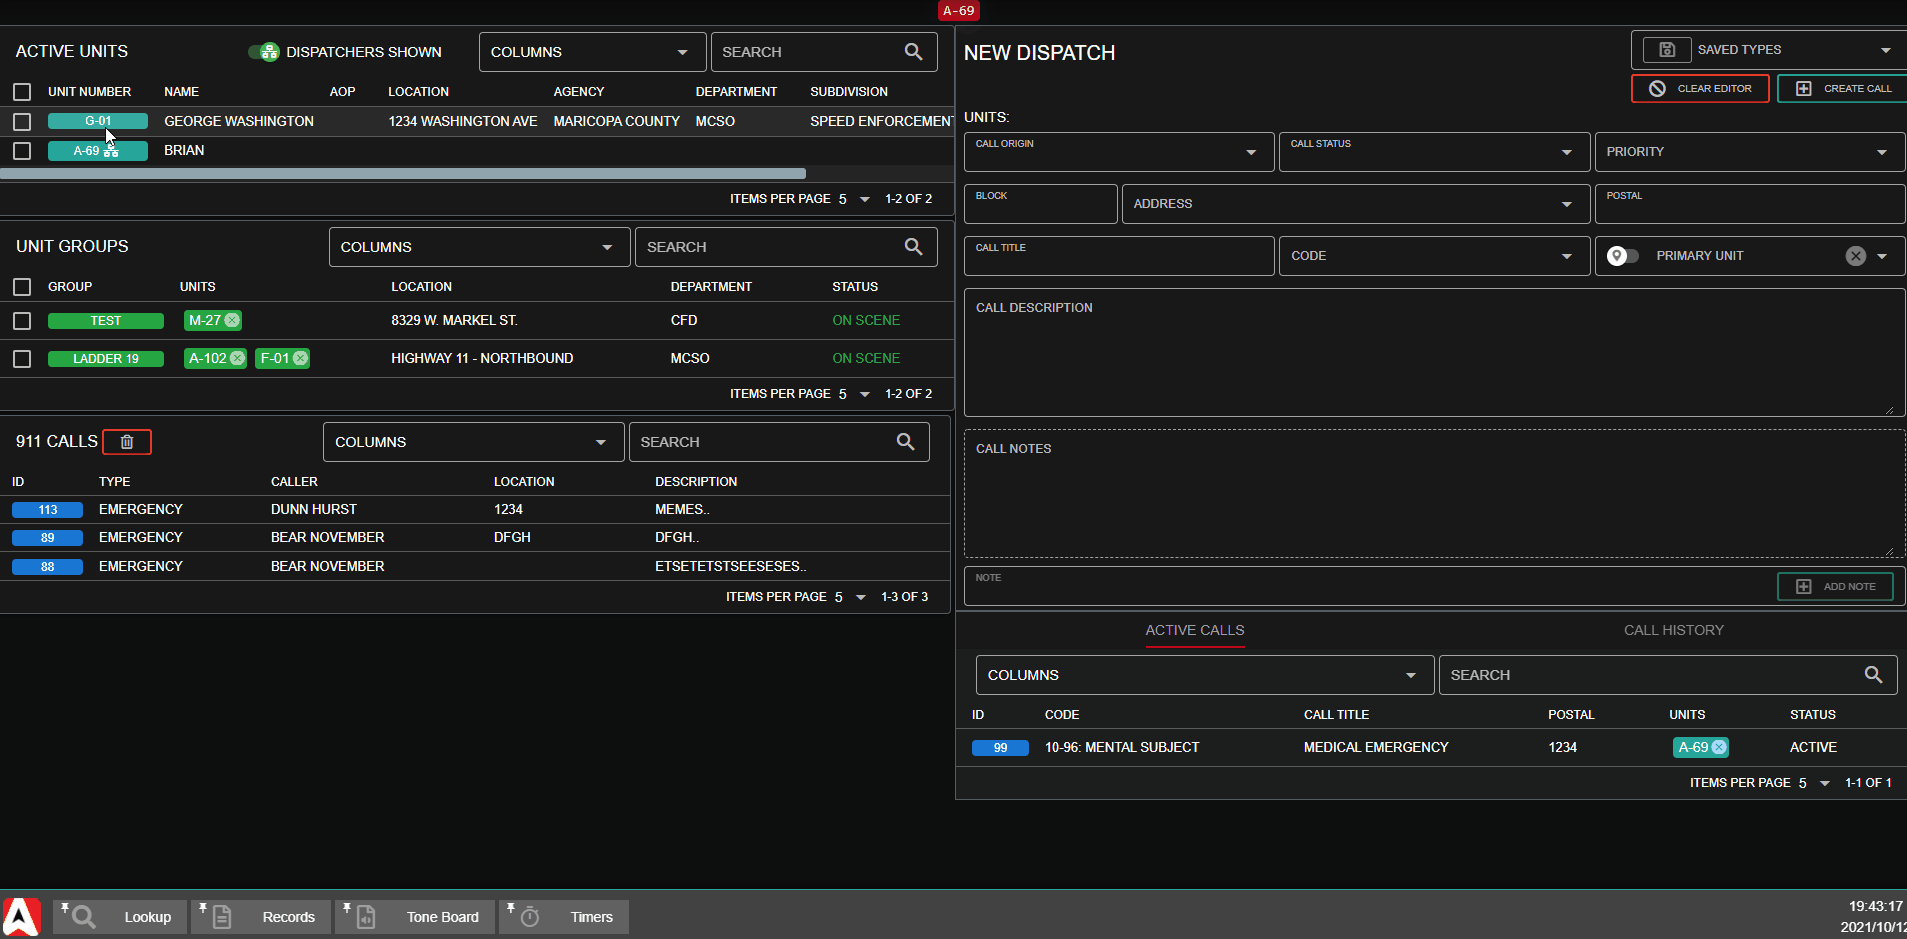 A-69
ACTIVE UNITS
DISPATCHERS SHOWN
COLUMNS
SEARCH
UNIT NUMBER NAME AOP LOCATION AGENCY DEPARTMENT SUBDIVISION
G-01 GEORGE WASHINGTON 1234 WASHINGTON AVE MARICOPA COUNTY MCSO SPEED ENFORCEMENT
A-69 BRIAN
ITEMS PER PAGE 5 1-2 OF 2
UNIT GROUPS
COLUMNS
SEARCH
GROUP UNITS LOCATION DEPARTMENT STATUS
TEST M-27 8329 W. MARKEL ST. CFD ON SCENE
LADDER 19 A-102 F-01 HIGHWAY 11 - NORTHBOUND MCSO ON SCENE
ITEMS PER PAGE 5 1-2 OF 2
911 CALLS
COLUMNS
SEARCH
ID TYPE CALLER LOCATION DESCRIPTION
113 EMERGENCY DUNN HURST 1234 MEMES..
89 EMERGENCY BEAR NOVEMBER DFGH DFGH..
88 EMERGENCY BEAR NOVEMBER ETSETETSTSEESESES..
ITEMS PER PAGE 5 1-3 OF 3
NEW DISPATCH
SAVED TYPES
CLEAR EDITOR
CREATE CALL
UNITS:
CALL ORIGIN
CALL STATUS
PRIORITY
BLOCK
ADDRESS
POSTAL
CALL TITLE
CODE
PRIMARY UNIT
CALL DESCRIPTION
CALL NOTES
NOTE
ADD NOTE
ACTIVE CALLS
CALL HISTORY
COLUMNS
SEARCH
ID CODE CALL TITLE POSTAL UNITS STATUS
99 10-96: MENTAL SUBJECT MEDICAL EMERGENCY 1234 A-69 ACTIVE
ITEMS PER PAGE 5 1-1 OF 1
Lookup
Records
Tone Board
Timers
19:43:17
2021/10/12